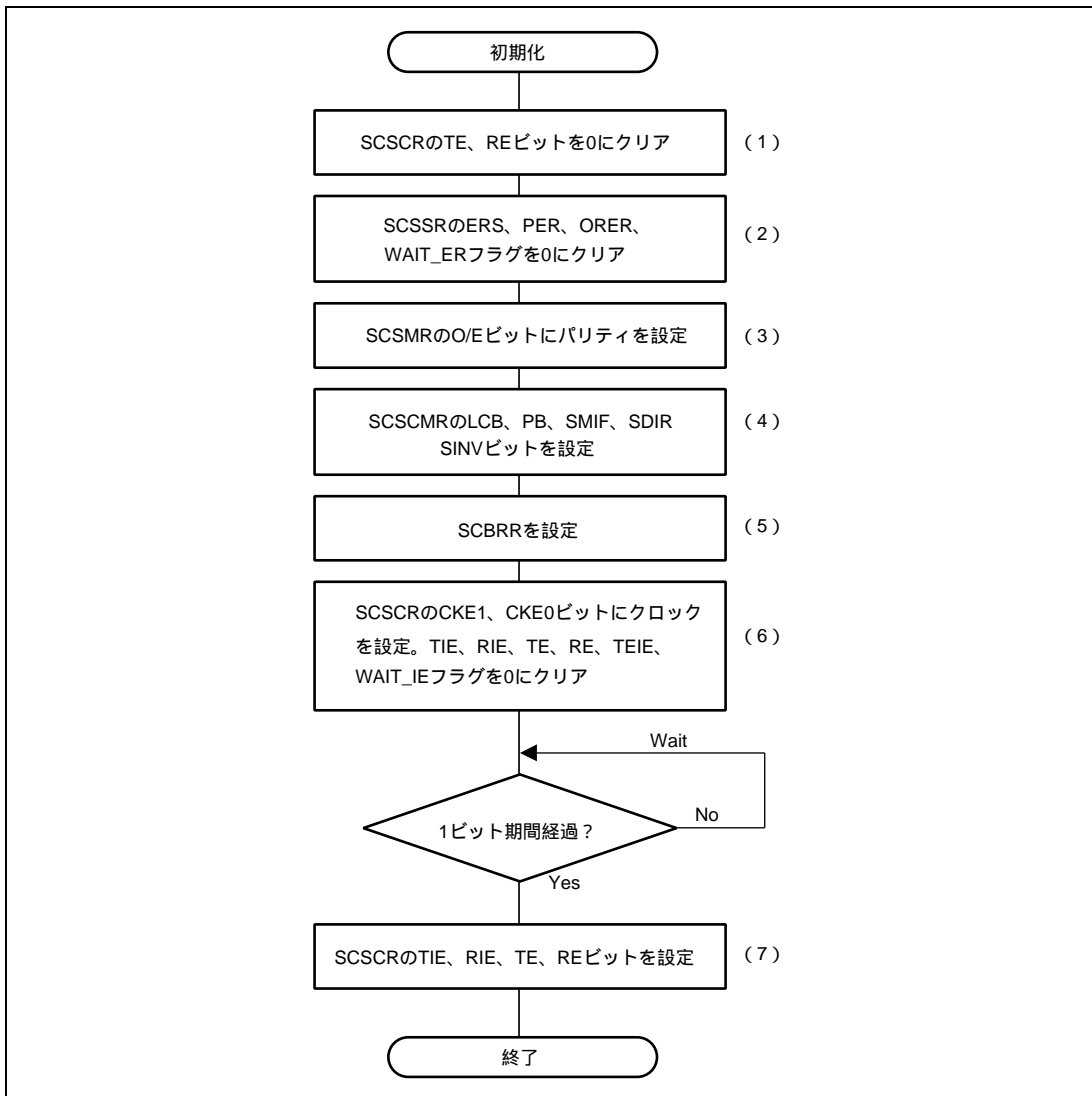 初期化
SCSCRのTE、REビットを0にクリア
（1）
SCSSRのERS、PER、ORER、
WAIT_ERフラグを0にクリア
（2）
SCSMRのO/Eビットにパリティを設定
（3）
SCSCMRのLCB、PB、SMIF、SDIR
SINVビットを設定
（4）
SCBRRを設定
（5）
SCSCRのCKE1、CKE0ビットにクロック
を設定。TIE、RIE、TE、RE、TEIE、
WAIT_IEフラグを0にクリア
（6）
Wait
1ビット期間経過？
No
Yes
SCSCRのTIE、RIE、TE、REビットを設定
（7）
終了